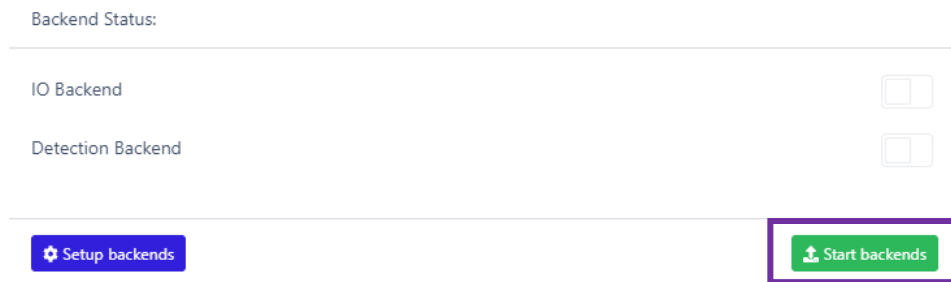 Backend Status:
IO Backend
Detection Backend
Setup backends
Start backends